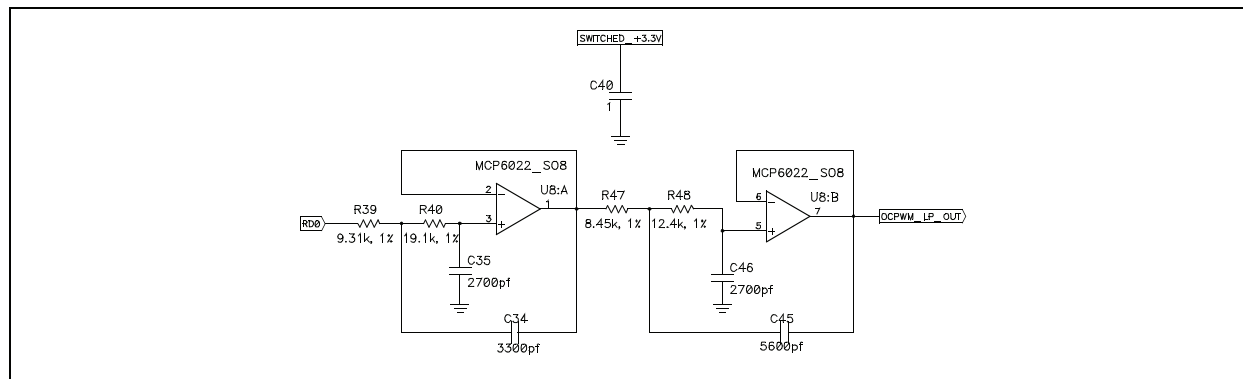 SWITCHED_+3.3V
C40
1
MCP6022_SO8
U8:A
2
3
1
RD0
R39
9.31k, 1%
R40
19.1k, 1%
C35
2700pf
C34
3300pf
R47
8.45k, 1%
R48
12.4k, 1%
MCP6022_SO8
U8:B
6
5
7
OCPWM_LP_OUT
C46
2700pf
C45
5600pf